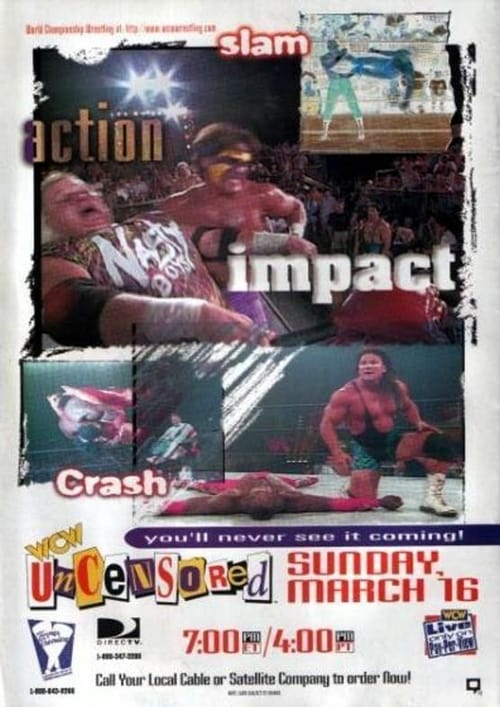 World Championship Wrestling at: http://www.wcwwrestling.com
slam
action
NASTY
BOYS
impact
Crash
you'll never see it coming!
WCW
UnCenSoRed
SUNDAY,
MARCH 16
DIRECTV
7:00 PM ET/4:00 PM PT
WCW
Live
only on
Pay-Per-View
Call Your Local Cable or Satellite Company to order Now!